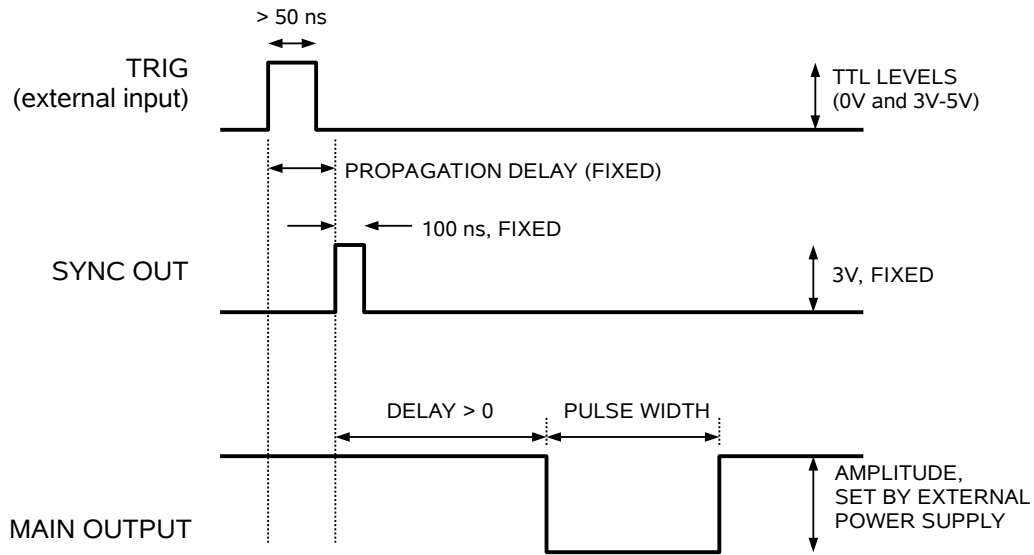 > 50 ns
TRIG
(external input)
TTL LEVELS
(0V and 3V-5V)
PROPAGATION DELAY (FIXED)
100 ns, FIXED
SYNC OUT
3V, FIXED
DELAY > 0
PULSE WIDTH
AMPLITUDE,
SET BY EXTERNAL
POWER SUPPLY
MAIN OUTPUT